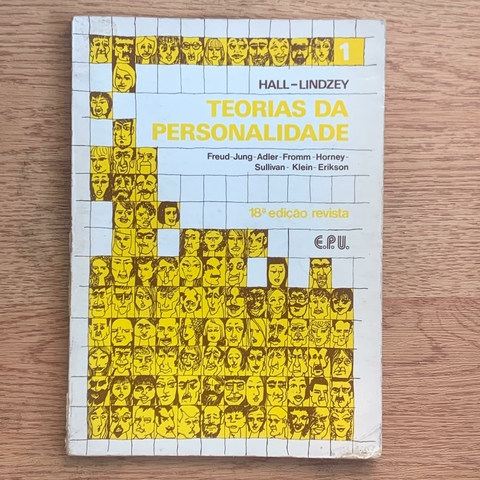 1
HALL-LINDZEY
TEORIAS DA
PERSONALIDADE
Freud-Jung-Adler-Fromm-Horney-
Sullivan-Klein-Erikson
18ª edição revista
E.P.U.